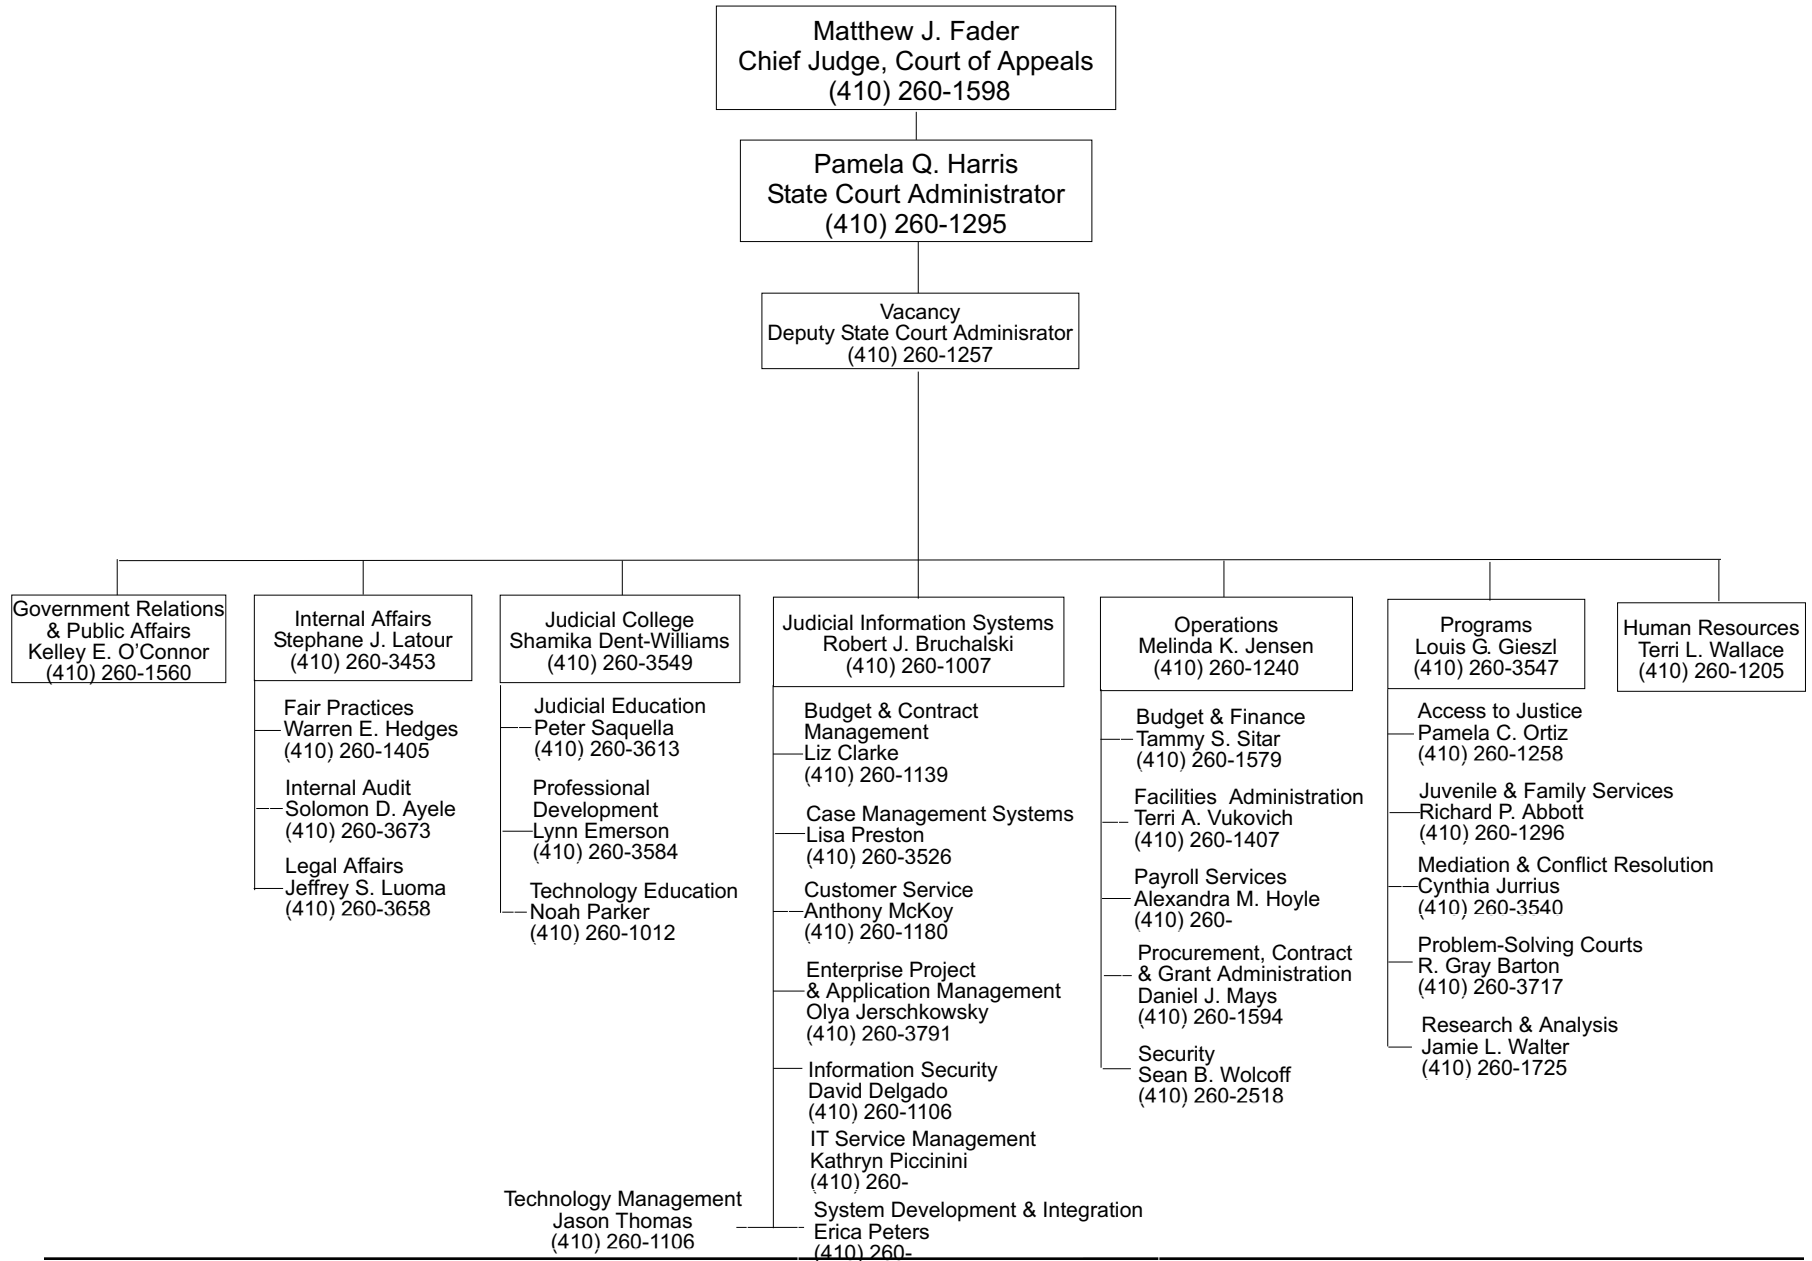 Matthew J. Fader
Chief Judge, Court of Appeals
(410) 260-1598
Pamela Q. Harris
State Court Administrator
(410) 260-1295
Vacancy
Deputy State Court Adminisrator
(410) 260-1257
Government Relations
& Public Affairs
Kelley E. O’Connor
(410) 260-1560
Internal Affairs
Stephane J. Latour
(410) 260-3453
Fair Practices
Warren E. Hedges
(410) 260-1405
Internal Audit
Solomon D. Ayele
(410) 260-3673
Legal Affairs
Jeffrey S. Luoma
(410) 260-3658
Judicial College
Shamika Dent-Williams
(410) 260-3549
Judicial Education
Peter Saquella
(410) 260-3613
Professional
Development
Lynn Emerson
(410) 260-3584
Technology Education
Noah Parker
(410) 260-1012
Judicial Information Systems
Robert J. Bruchalski
(410) 260-1007
Budget & Contract
Management
Liz Clarke
(410) 260-1139
Case Management Systems
Lisa Preston
(410) 260-3526
Customer Service
Anthony McKoy
(410) 260-1180
Enterprise Project
& Application Management
Olya Jerschkowsky
(410) 260-3791
Information Security
David Delgado
(410) 260-1106
IT Service Management
Kathryn Piccinini
(410) 260-
Technology Management
Jason Thomas
(410) 260-1106
System Development & Integration
Erica Peters
(410) 260-
Operations
Melinda K. Jensen
(410) 260-1240
Budget & Finance
Tammy S. Sitar
(410) 260-1579
Facilities  Administration
Terri A. Vukovich
(410) 260-1407
Payroll Services
Alexandra M. Hoyle
(410) 260-
Procurement, Contract
& Grant Administration
Daniel J. Mays
(410) 260-1594
Security
Sean B. Wolcoff
(410) 260-2518
Programs
Louis G. Gieszl
(410) 260-3547
Access to Justice
Pamela C. Ortiz
(410) 260-1258
Juvenile & Family Services
Richard P. Abbott
(410) 260-1296
Mediation & Conflict Resolution
Cynthia Jurrius
(410) 260-3540
Problem-Solving Courts
R. Gray Barton
(410) 260-3717
Research & Analysis
Jamie L. Walter
(410) 260-1725
Human Resources
Terri L. Wallace
(410) 260-1205